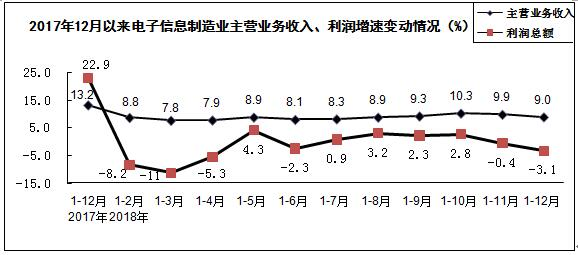 2017年12月以来电子信息制造业主营业务收入、利润增速变动情况（%）
主营业务收入
利润总额
25.0
15.0
5.0
-5.0
-15.0
13.2 8.8 7.8 7.9 8.9 8.1 8.3 8.9 9.3 10.3 9.9 9.0
22.9 -8.2 -11 -5.3 4.3 -2.3 0.9 3.2 2.3 2.8 -0.4 -3.1
1-12月 1-2月 1-3月 1-4月 1-5月 1-6月 1-7月 1-8月 1-9月 1-10月 1-11月 1-12月
2017年 2018年